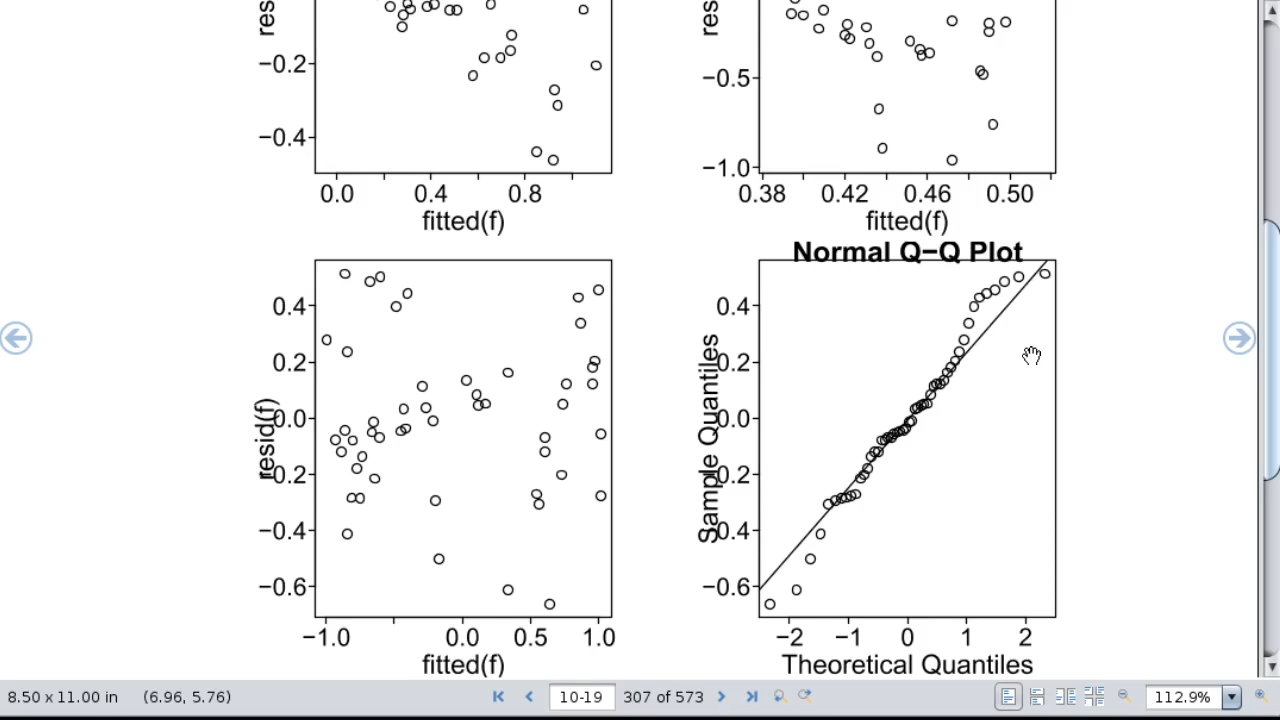 res
−0.2
−0.4
0.0 0.4 0.8
fitted(f)
res
−0.5
−1.0
0.38 0.42 0.46 0.50
fitted(f)
resid(f)
0.4
0.2
0.0
−0.2
−0.4
−0.6
−1.0 0.0 0.5 1.0
fitted(f)
Normal Q−Q Plot
Sample Quantiles
0.4
0.2
0.0
−0.2
−0.4
−0.6
−2 −1 0 1 2
Theoretical Quantiles
8.50 x 11.00 in (6.96, 5.76) 10-19 307 of 573 112.9%